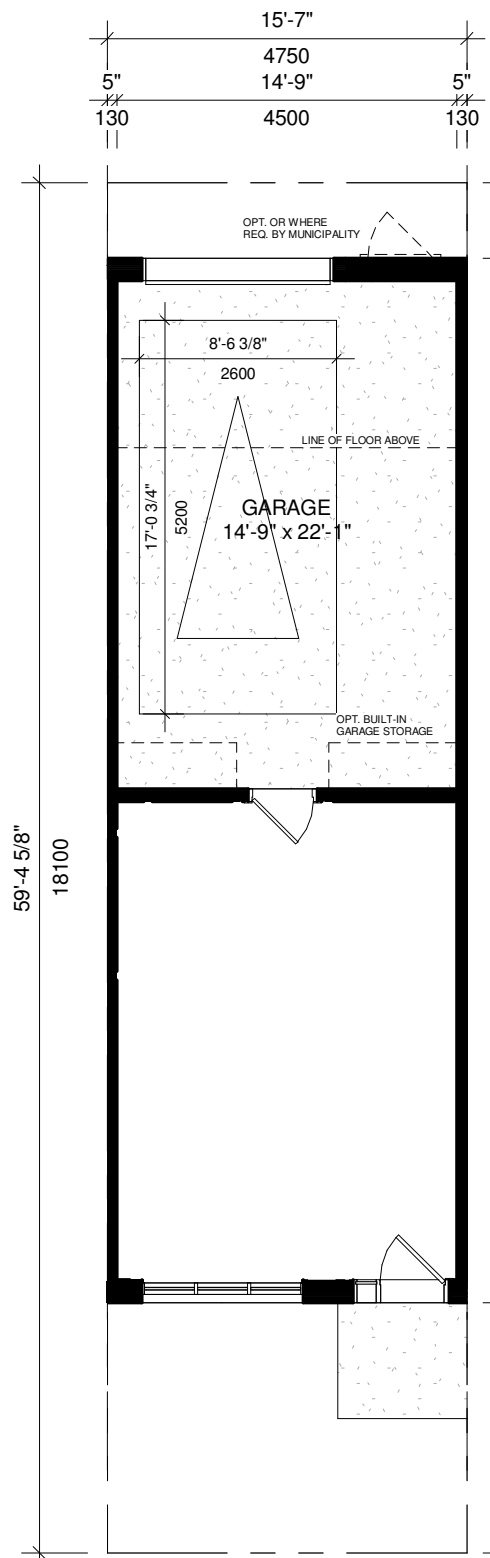 15'-7"
4750
5" 14'-9" 5"
130 4500 130
OPT. OR WHERE
REQ. BY MUNICIPALITY
8'-6 3/8"
2600
LINE OF FLOOR ABOVE
17'-0 3/4"
5200
GARAGE
14'-9" x 22'-1"
OPT. BUILT-IN
GARAGE STORAGE
59'-4 5/8"
18100